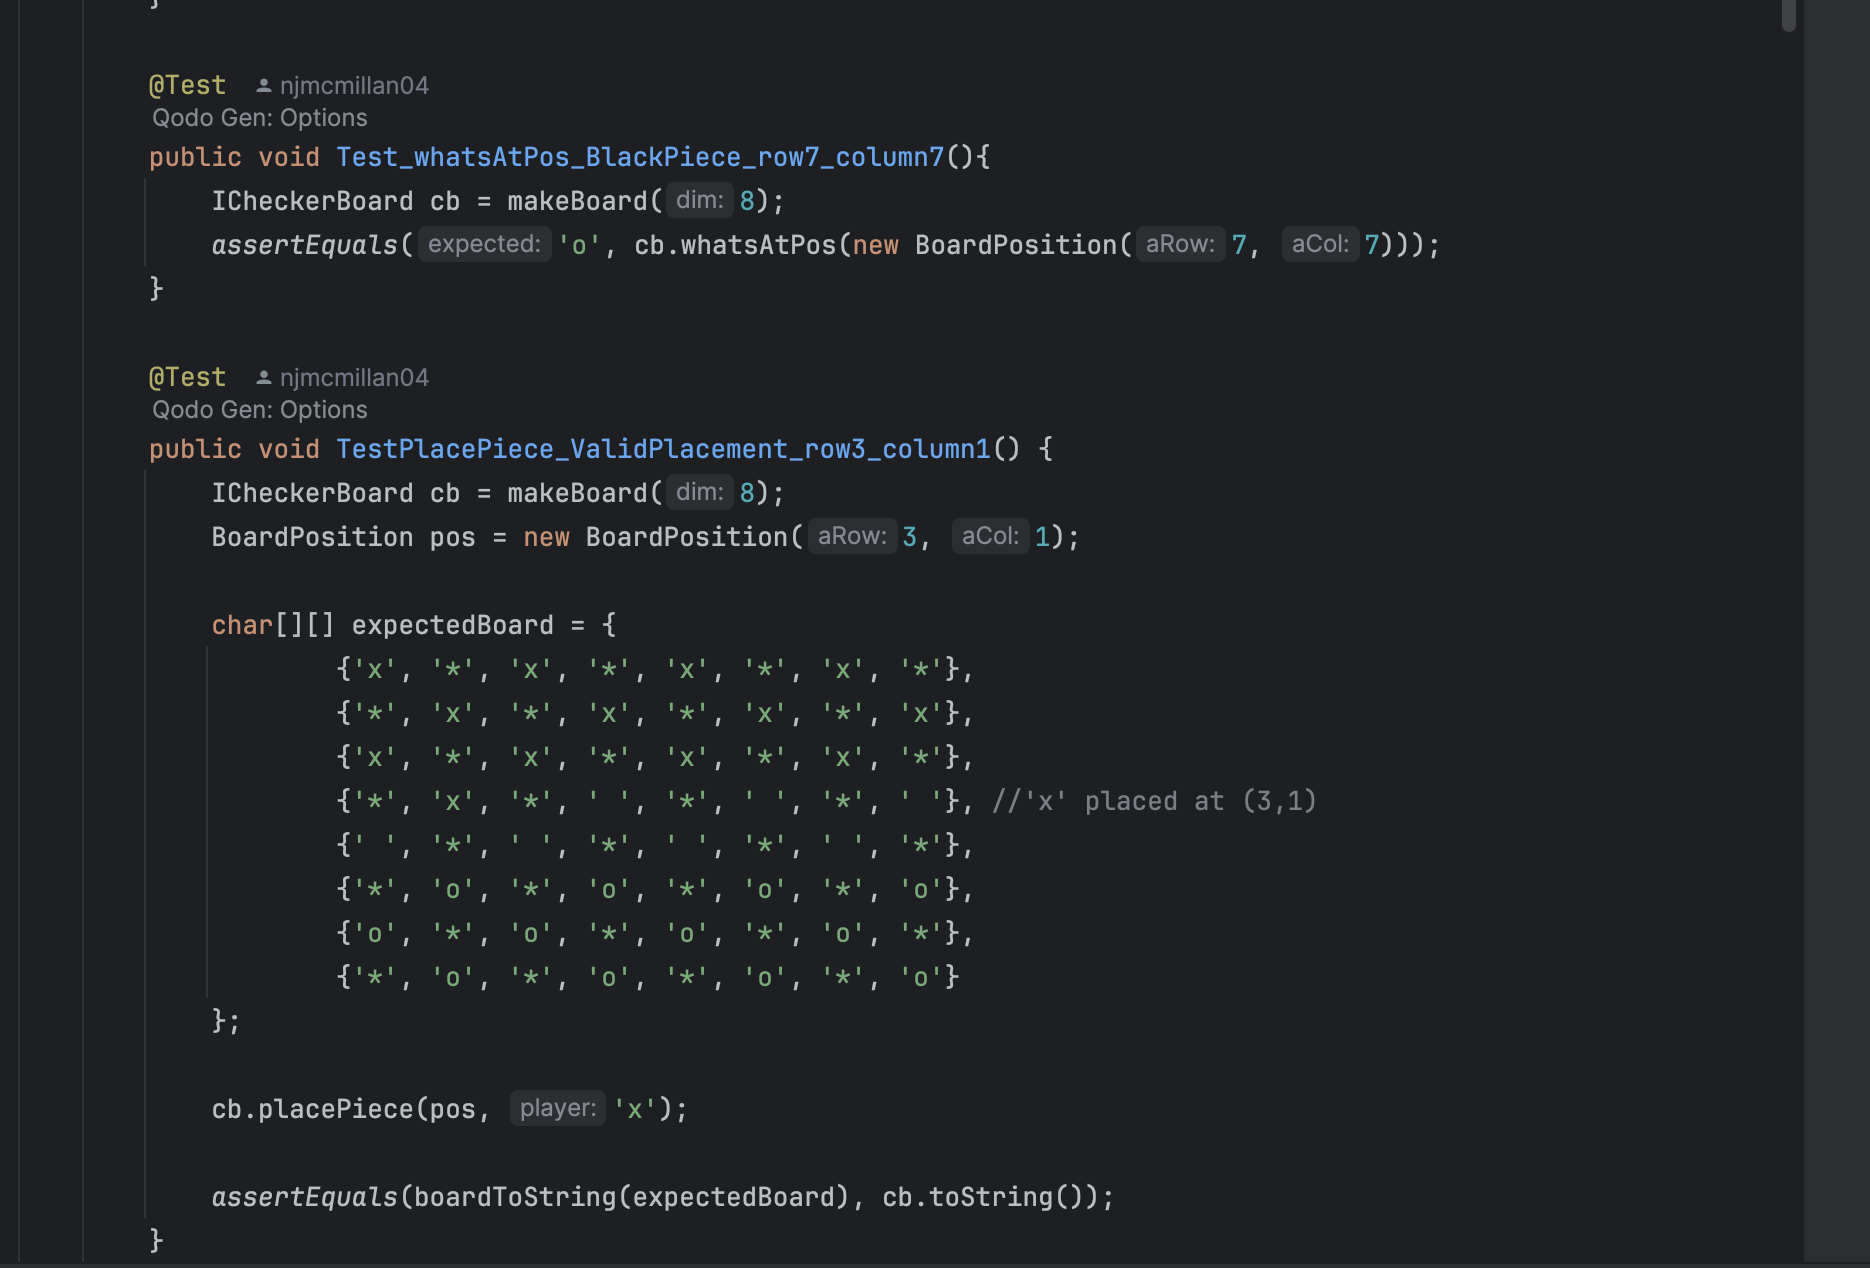 }
@Test njmcmillan04
Qodo Gen: Options
public void Test_whatsAtPos_BlackPiece_row7_column7(){
ICheckerBoard cb = makeBoard( dim: 8);
assertEquals( expected: 'o', cb.whatsAtPos(new BoardPosition( aRow: 7, aCol: 7)));
}
@Test njmcmillan04
Qodo Gen: Options
public void TestPlacePiece_ValidPlacement_row3_column1() {
ICheckerBoard cb = makeBoard( dim: 8);
BoardPosition pos = new BoardPosition( aRow: 3, aCol: 1);
char[][] expectedBoard = {
{'x', '*', 'x', '*', 'x', '*', 'x', '*'},
{'*', 'x', '*', 'x', '*', 'x', '*', 'x'},
{'x', '*', 'x', '*', 'x', '*', 'x', '*'},
{'*', 'x', '*', ' ', '*', ' ', '*', ' '}, //'x' placed at (3,1)
{' ', '*', ' ', '*', ' ', '*', ' ', '*'},
{'*', 'o', '*', 'o', '*', 'o', '*', 'o'},
{'o', '*', 'o', '*', 'o', '*', 'o', '*'},
{'*', 'o', '*', 'o', '*', 'o', '*', 'o'}
};
cb.placePiece(pos, player: 'x');
assertEquals(boardToString(expectedBoard), cb.toString());
}